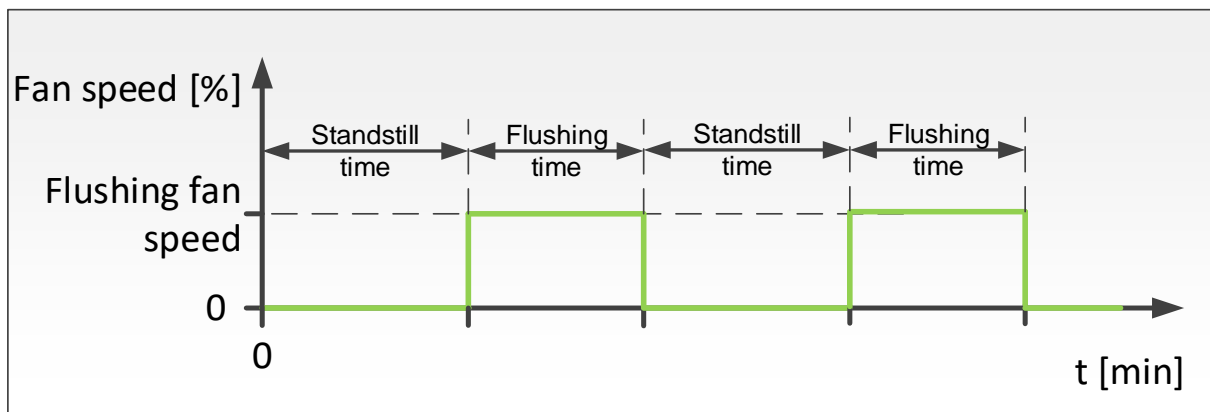 Fan speed [%]
Standstill
time
Flushing
time
Standstill
time
Flushing
time
Flushing fan
speed
0
0
t [min]